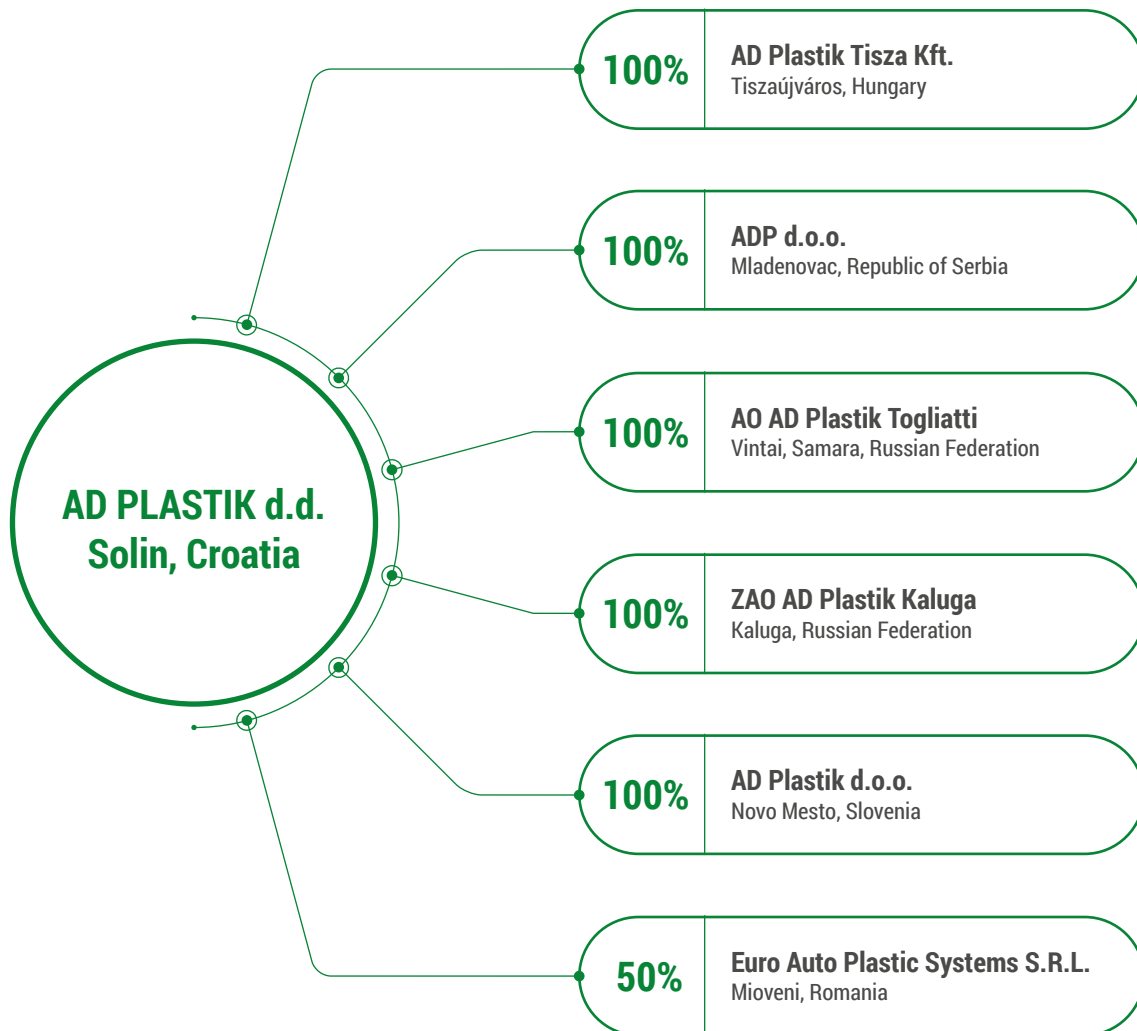 100%
AD Plastik Tisza Kft.
Tiszaújváros, Hungary
100%
ADP d.o.o.
Mladenovac, Republic of Serbia
100%
AO AD Plastik Togliatti
Vintai, Samara, Russian Federation
AD PLASTIK d.d.
Solin, Croatia
100%
ZAO AD Plastik Kaluga
Kaluga, Russian Federation
100%
AD Plastik d.o.o.
Novo Mesto, Slovenia
50%
Euro Auto Plastic Systems S.R.L.
Mioveni, Romania